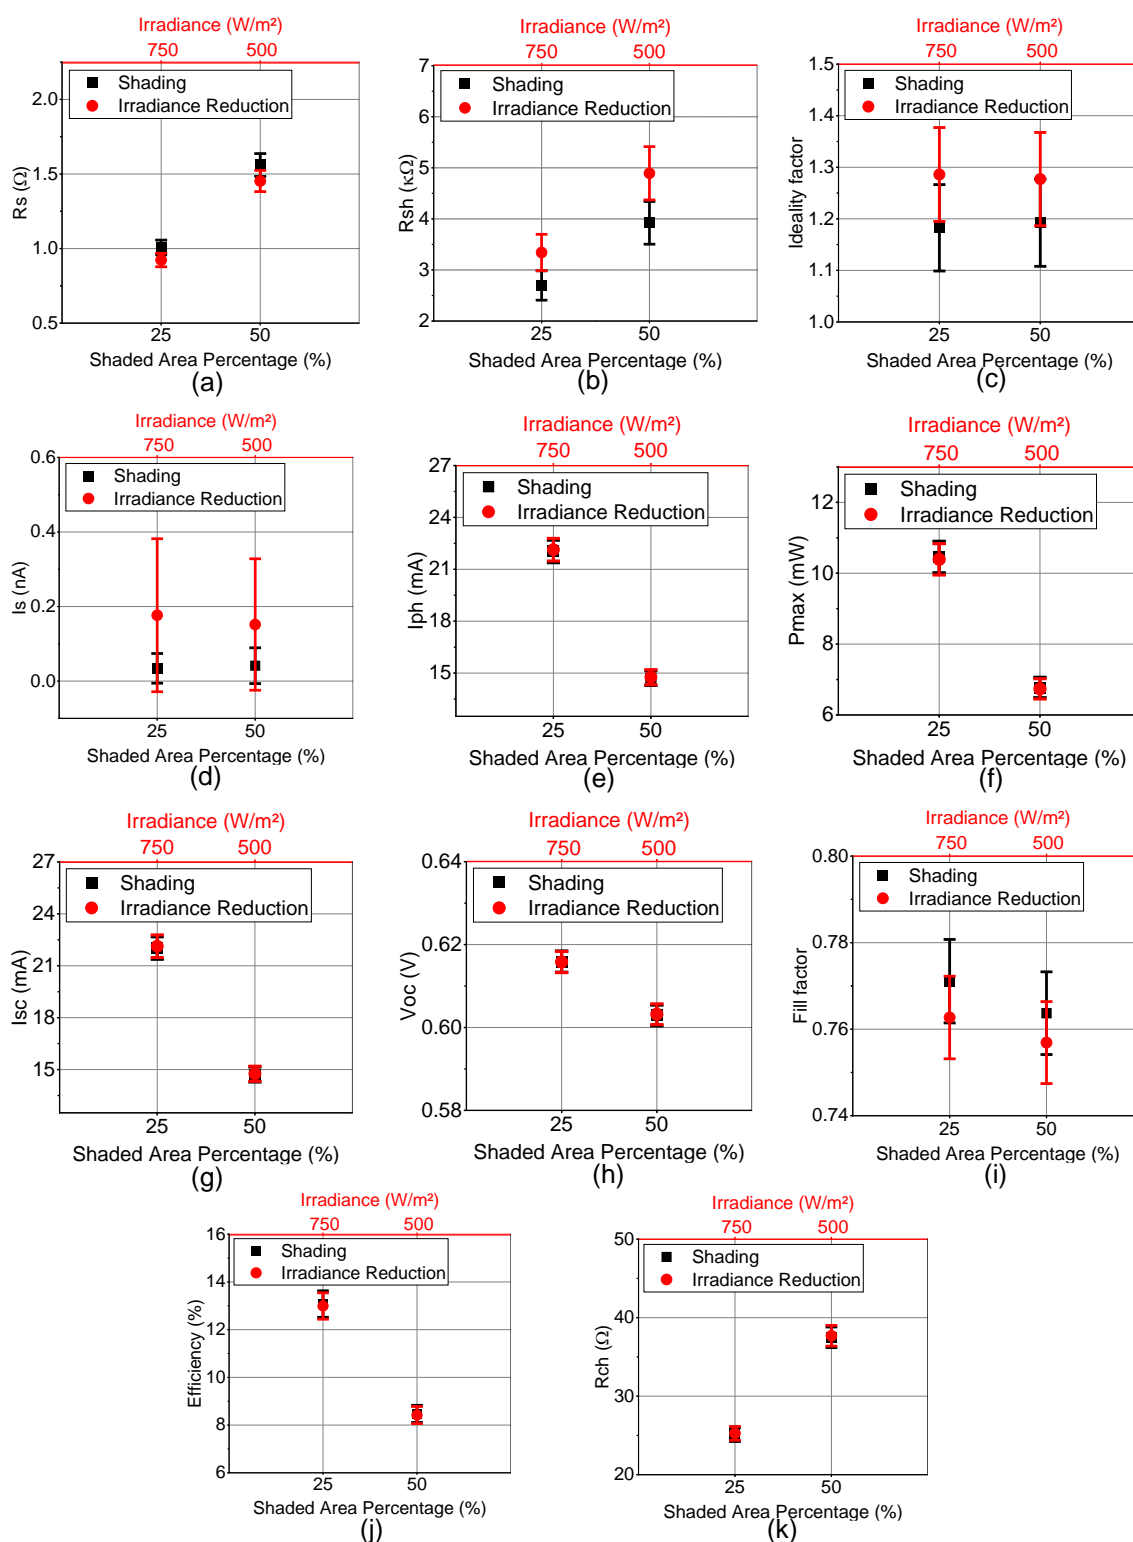 Irradiance (W/m²)
750 500
2.0
1.5
1.0
0.5
Rs (Ω)
Shading
Irradiance Reduction
25 50
Shaded Area Percentage (%)
(a)
Irradiance (W/m²)
750 500
7
6
5
4
3
2
Rsh (κΩ)
Shading
Irradiance Reduction
25 50
Shaded Area Percentage (%)
(b)
Irradiance (W/m²)
750 500
1.5
1.4
1.3
1.2
1.1
1.0
Ideality factor
Shading
Irradiance Reduction
25 50
Shaded Area Percentage (%)
(c)
Irradiance (W/m²)
750 500
0.6
0.4
0.2
0.0
Is (nA)
Shading
Irradiance Reduction
25 50
Shaded Area Percentage (%)
(d)
Irradiance (W/m²)
750 500
27
24
21
18
15
Iph (mA)
Shading
Irradiance Reduction
25 50
Shaded Area Percentage (%)
(e)
Irradiance (W/m²)
750 500
12
10
8
6
Pmax (mW)
Shading
Irradiance Reduction
25 50
Shaded Area Percentage (%)
(f)
Irradiance (W/m²)
750 500
27
24
21
18
15
Isc (mA)
Shading
Irradiance Reduction
25 50
Shaded Area Percentage (%)
(g)
Irradiance (W/m²)
750 500
0.64
0.62
0.60
0.58
Voc (V)
Shading
Irradiance Reduction
25 50
Shaded Area Percentage (%)
(h)
Irradiance (W/m²)
750 500
0.80
0.78
0.76
0.74
Fill factor
Shading
Irradiance Reduction
25 50
Shaded Area Percentage (%)
(i)
Irradiance (W/m²)
750 500
16
14
12
10
8
6
Efficiency (%)
Shading
Irradiance Reduction
25 50
Shaded Area Percentage (%)
(j)
Irradiance (W/m²)
750 500
50
40
30
20
Rch (Ω)
Shading
Irradiance Reduction
25 50
Shaded Area Percentage (%)
(k)